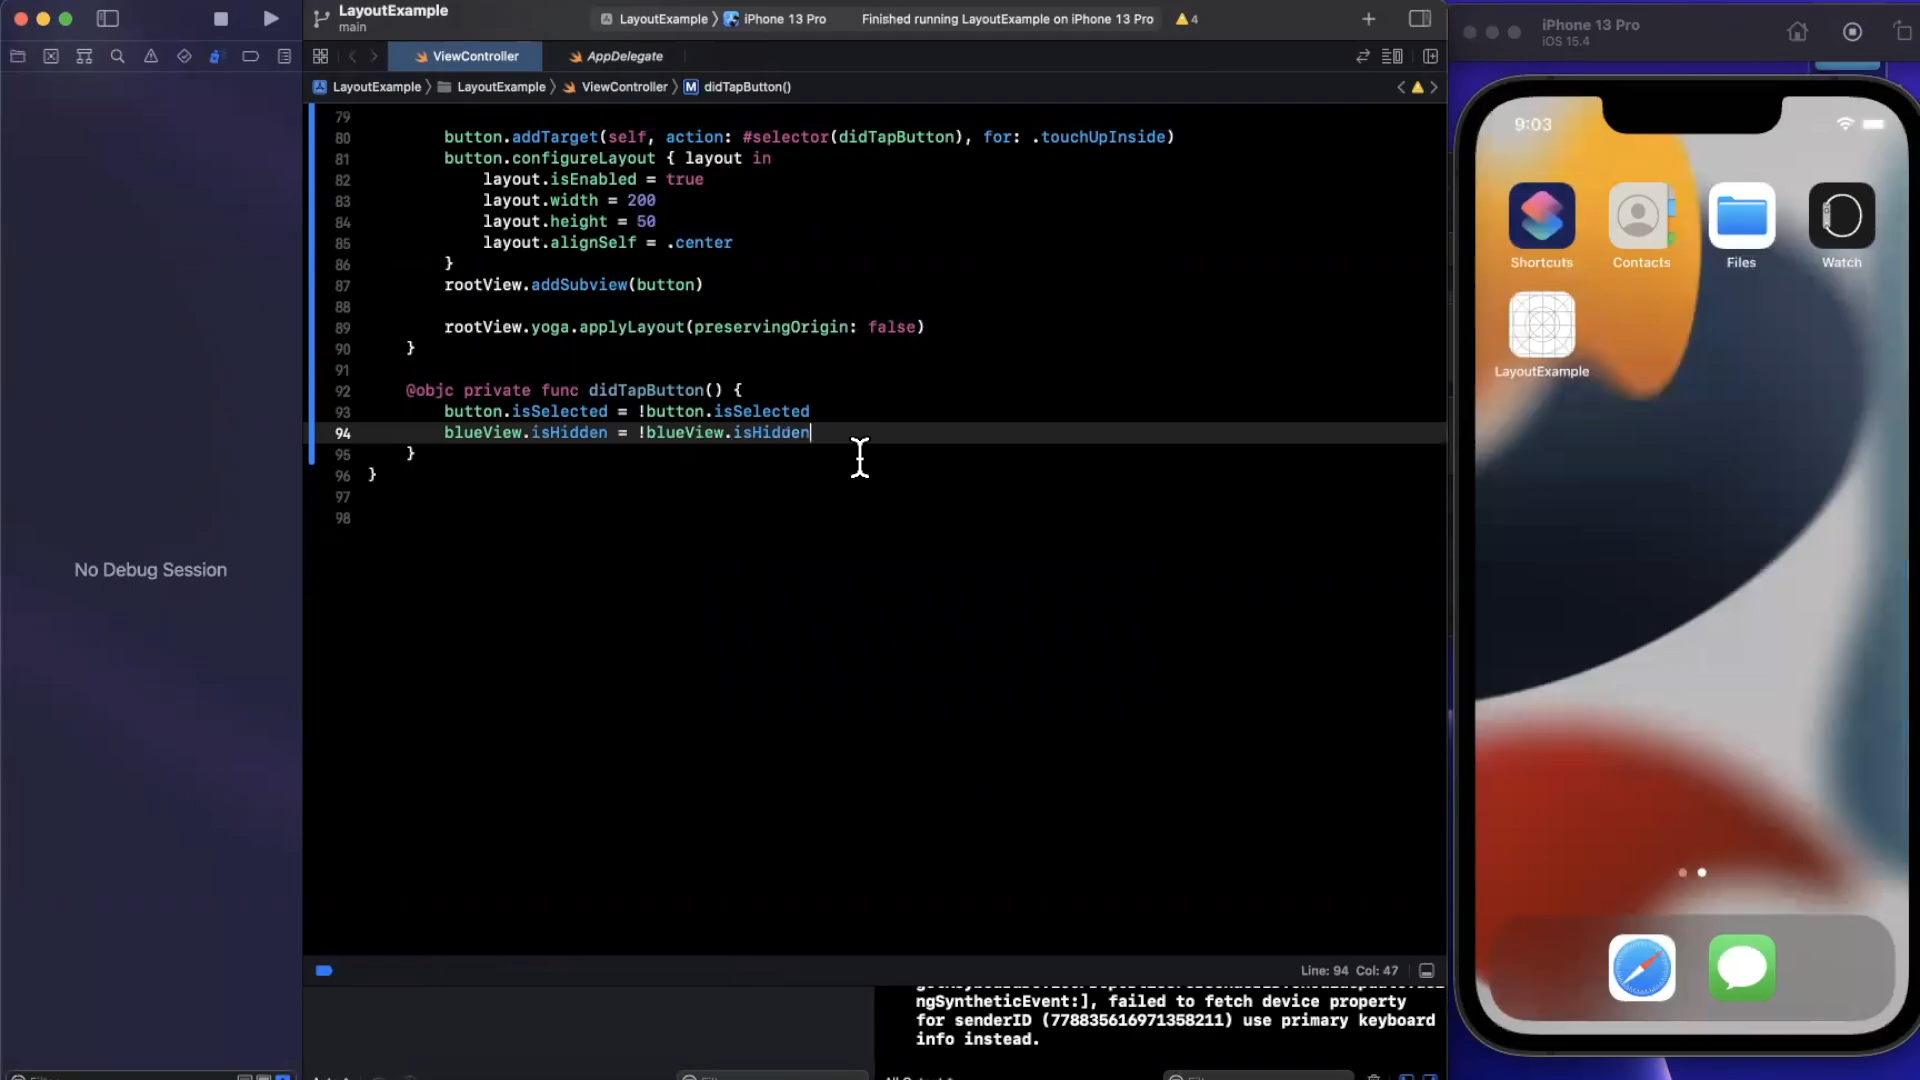 LayoutExample
main
LayoutExample 〉 iPhone 13 Pro
Finished running LayoutExample on iPhone 13 Pro
4
ViewController
AppDelegate
LayoutExample 〉 LayoutExample 〉 ViewController 〉 M didTapButton()
79
80 button.addTarget(self, action: #selector(didTapButton), for: .touchUpInside)
81 button.configureLayout { layout in
82 layout.isEnabled = true
83 layout.width = 200
84 layout.height = 50
85 layout.alignSelf = .center
86 }
87 rootView.addSubview(button)
88
89 rootView.yoga.applyLayout(preservingOrigin: false)
90 }
91
92 @objc private func didTapButton() {
93 button.isSelected = !button.isSelected
94 blueView.isHidden = !blueView.isHidden
95 }
96 }
97
98
No Debug Session
Line: 94 Col: 47
ngSyntheticEvent:], failed to fetch device property
for senderID (778835616971358211) use primary keyboard
info instead.
iPhone 13 Pro
iOS 15.4
9:03
Shortcuts
Contacts
Files
Watch
LayoutExample